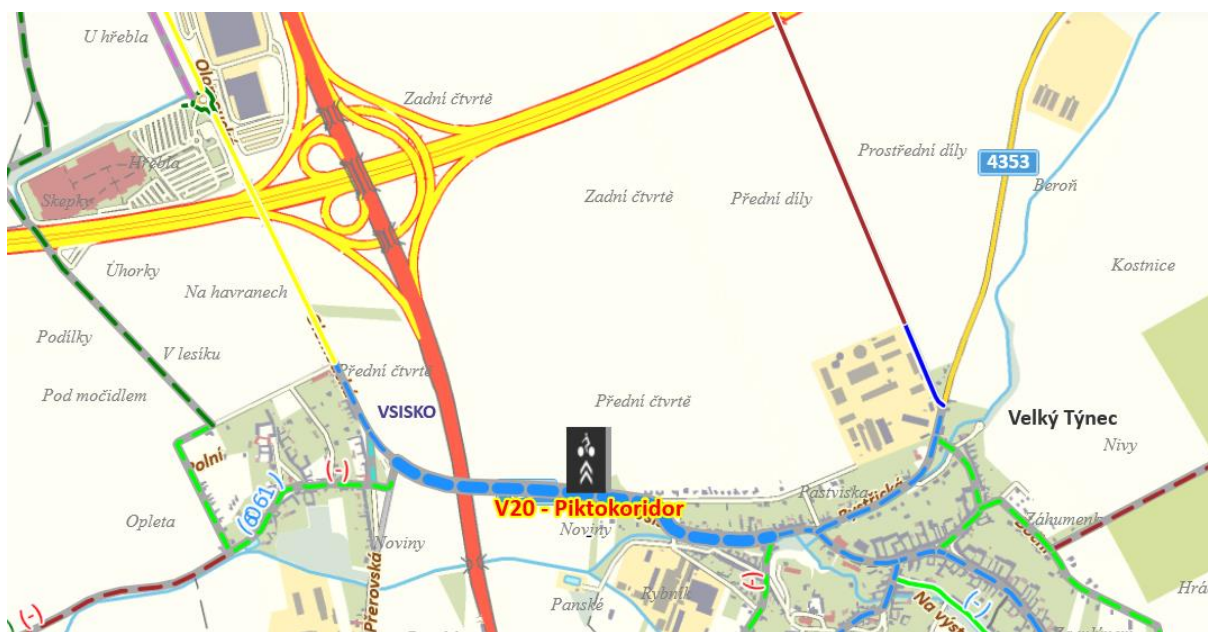 U hřebla
Zadní čtvrtě
Prostřední díly
4353
Hřebla
Skepky
Zadní čtvrtě
Přední díly
Beroň
Úhorky
Kostnice
Na havranech
Podílky
V lesíku
Přední čtvrtě
Pod močidlem
VSISKO
Přední čtvrtě
Velký Týnec
Nivy
(-)
Pastviska
V20 - Piktokoridor
Opleta
Noviny
Noviny
Záhumenk
Přerovská
Panské
Rybník
(-)
(-)
(-)
Hrá
Na výst